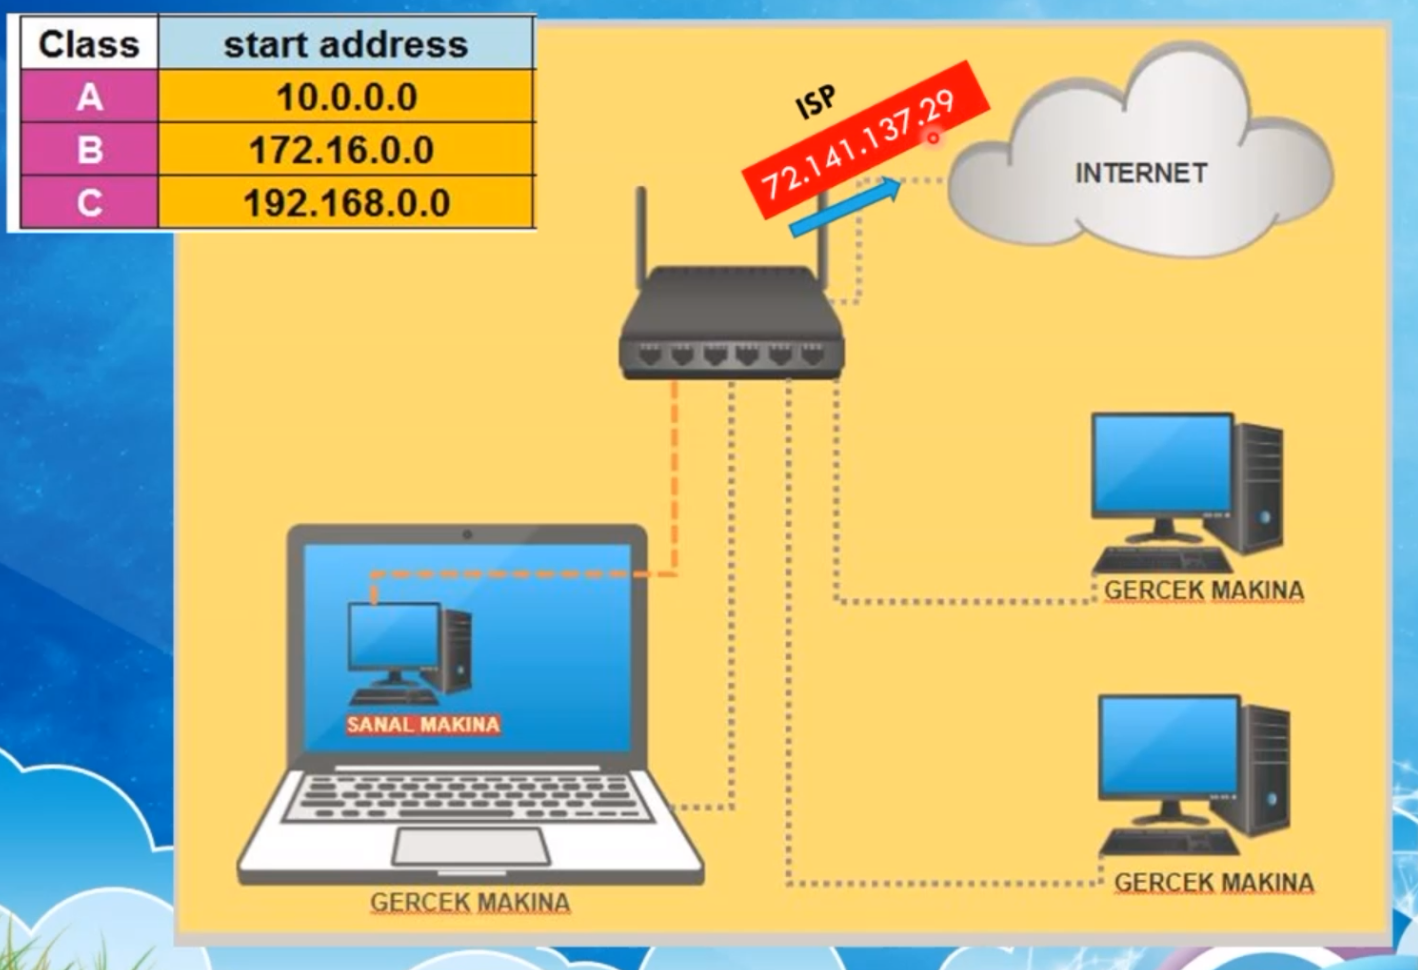 Class start address
A 10.0.0.0
B 172.16.0.0
C 192.168.0.0
ISP
72.141.137.29
INTERNET
GERCEK MAKINA
SANAL MAKINA
GERCEK MAKINA
GERCEK MAKINA